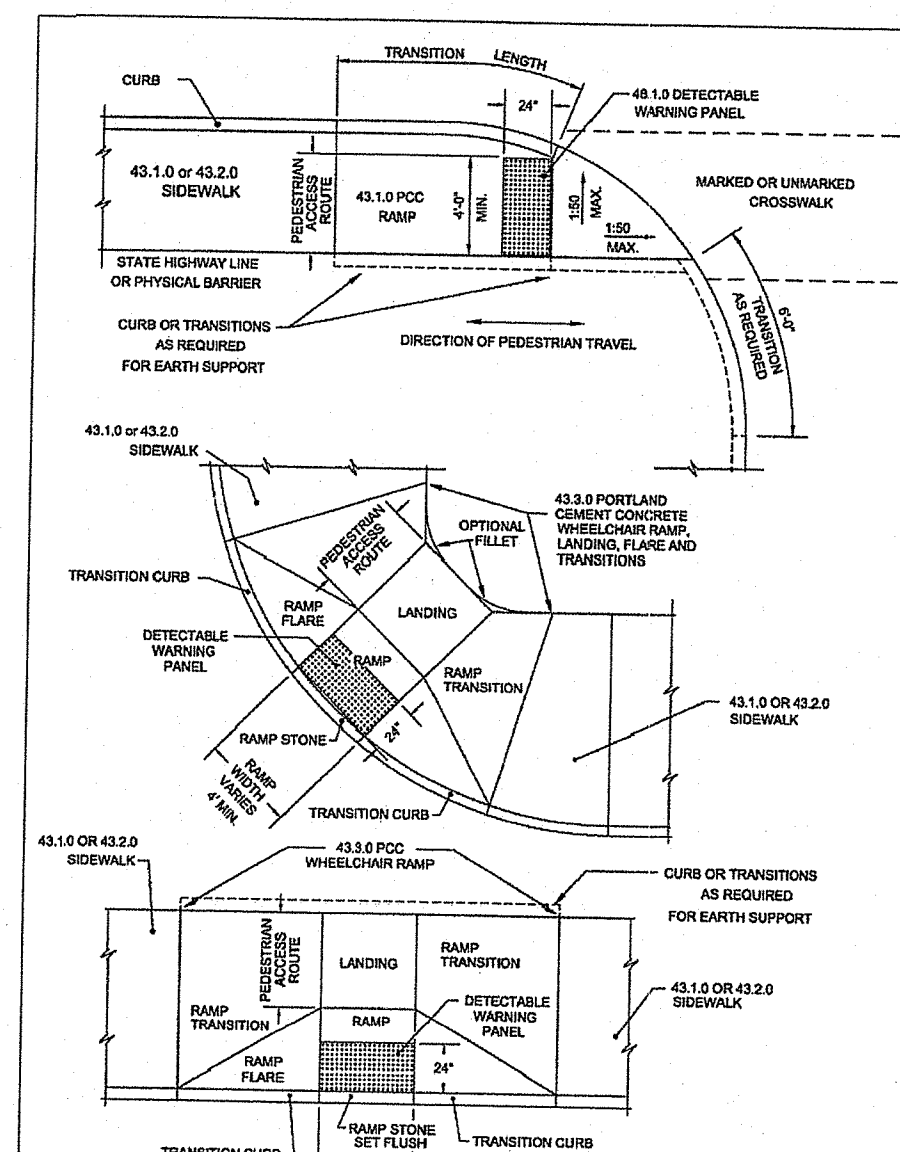 TRANSITION LENGTH
CURB
24"
48.1.0 DETECTABLE
WARNING PANEL
43.1.0 or 43.2.0
SIDEWALK
PEDESTRIAN
ACCESS
ROUTE
43.1.0 PCC
RAMP
4'-0"
MIN.
1:50
MAX.
1:50
MAX.
MARKED OR UNMARKED
CROSSWALK
STATE HIGHWAY LINE
OR PHYSICAL BARRIER
CURB OR TRANSITIONS
AS REQUIRED
FOR EARTH SUPPORT
DIRECTION OF PEDESTRIAN TRAVEL
6'-0"
TRANSITION
AS REQUIRED
43.1.0 or 43.2.0
SIDEWALK
PEDESTRIAN
ACCESS
ROUTE
OPTIONAL
FILLET
43.3.0 PORTLAND
CEMENT CONCRETE
WHEELCHAIR RAMP,
LANDING, FLARE AND
TRANSITIONS
TRANSITION CURB
RAMP
FLARE
LANDING
DETECTABLE
WARNING
PANEL
RAMP
RAMP
TRANSITION
43.1.0 OR 43.2.0
SIDEWALK
RAMP STONE
24"
RAMP
WIDTH
VARIES
4' MIN.
TRANSITION CURB
43.1.0 OR 43.2.0
SIDEWALK
43.3.0 PCC
WHEELCHAIR RAMP
CURB OR TRANSITIONS
AS REQUIRED
FOR EARTH SUPPORT
PEDESTRIAN
ACCESS
ROUTE
LANDING
RAMP
TRANSITION
RAMP
TRANSITION
RAMP
DETECTABLE
WARNING
PANEL
43.1.0 OR 43.2.0
SIDEWALK
RAMP
FLARE
24"
RAMP STONE
SET FLUSH
TRANSITION CURB
TRANSITION CURB